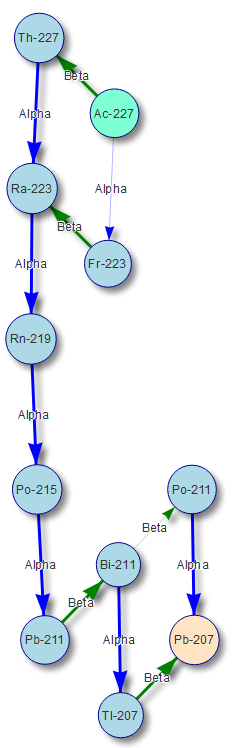 Th-227
Beta
Ac-227
Alpha
Alpha
Ra-223
Beta
Fr-223
Alpha
Rn-219
Alpha
Po-215
Po-211
Beta
Alpha
Bi-211
Alpha
Beta
Pb-211
Alpha
Pb-207
Beta
Tl-207